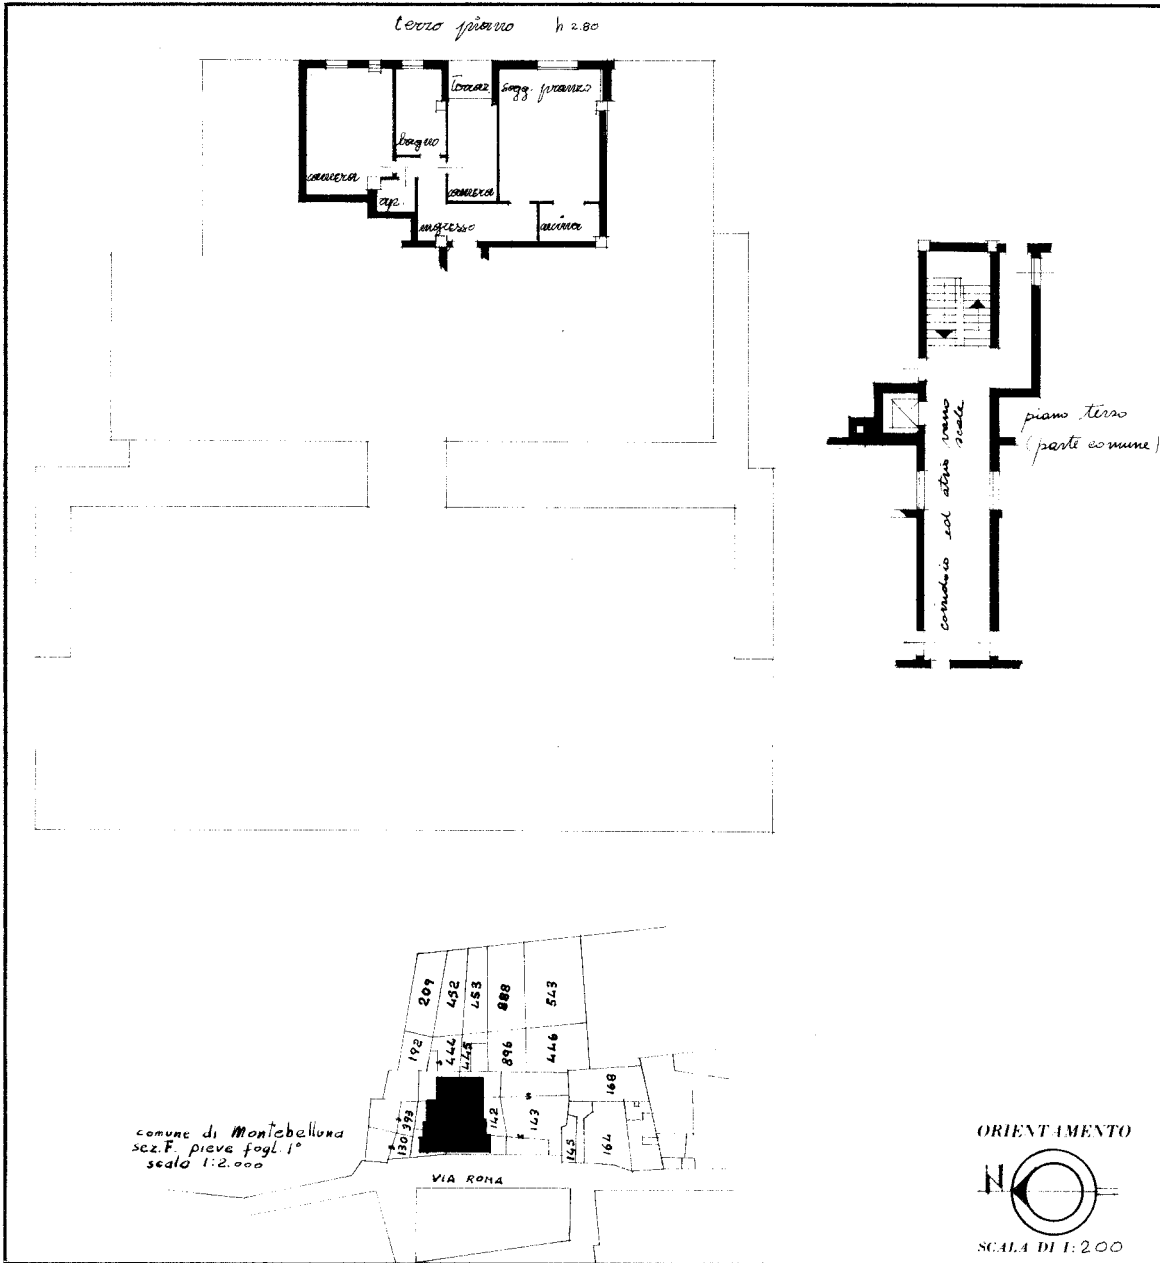 terzo piano h 2.80
terraz. sogg. pranzo
bagno
camera
camera
rip.
ingresso
cucina
piano terra
(parte comune)
corridoio ed atrio vano
scale
209
452
453
888
543
192
444
445
896
446
168
393
130
142
143
145
164
comune di Montebelluna
sez. F. pieve fogl. 1°
scala 1:2.000
VIA ROMA
ORIENTAMENTO
N
SCALA DI 1:200